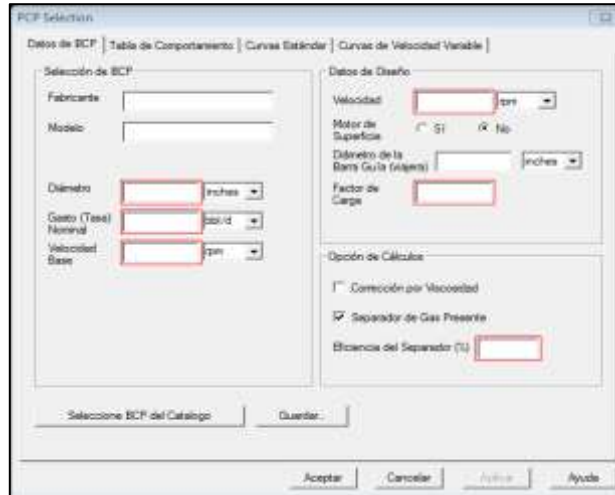 PCP Selection
Datos de BCP
Tabla de Comportamiento
Curvas Estándar
Curvas de Velocidad Variable
Selección de BCP
Fabricante
Modelo
Diámetro
inches
Gasto (Tasa)
Nominal
bbl/d
Velocidad
Base
rpm
Datos de Diseño
Velocidad
rpm
Motor de
Superficie
Sí
No
Diámetro de la
Barra Guía (viajera)
inches
Factor de
Carga
Opción de Cálculos
Corrección por Viscosidad
Separador de Gas Presente
Eficiencia del Separador (%)
Seleccione BCP del Catalogo
Guardar...
Aceptar
Cancelar
Aplicar
Ayuda